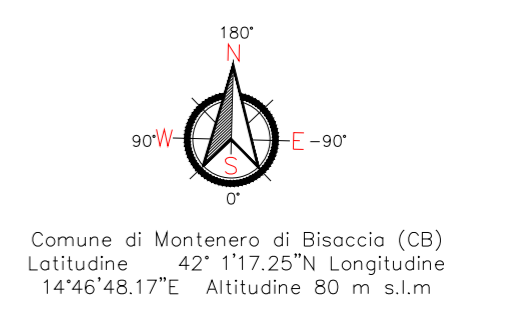 180°
N
90° W E -90°
S
0°
Comune di Montenero di Bisaccia (CB)
Latitudine 42° 1'17.25"N Longitudine
14°46'48.17"E Altitudine 80 m s.l.m